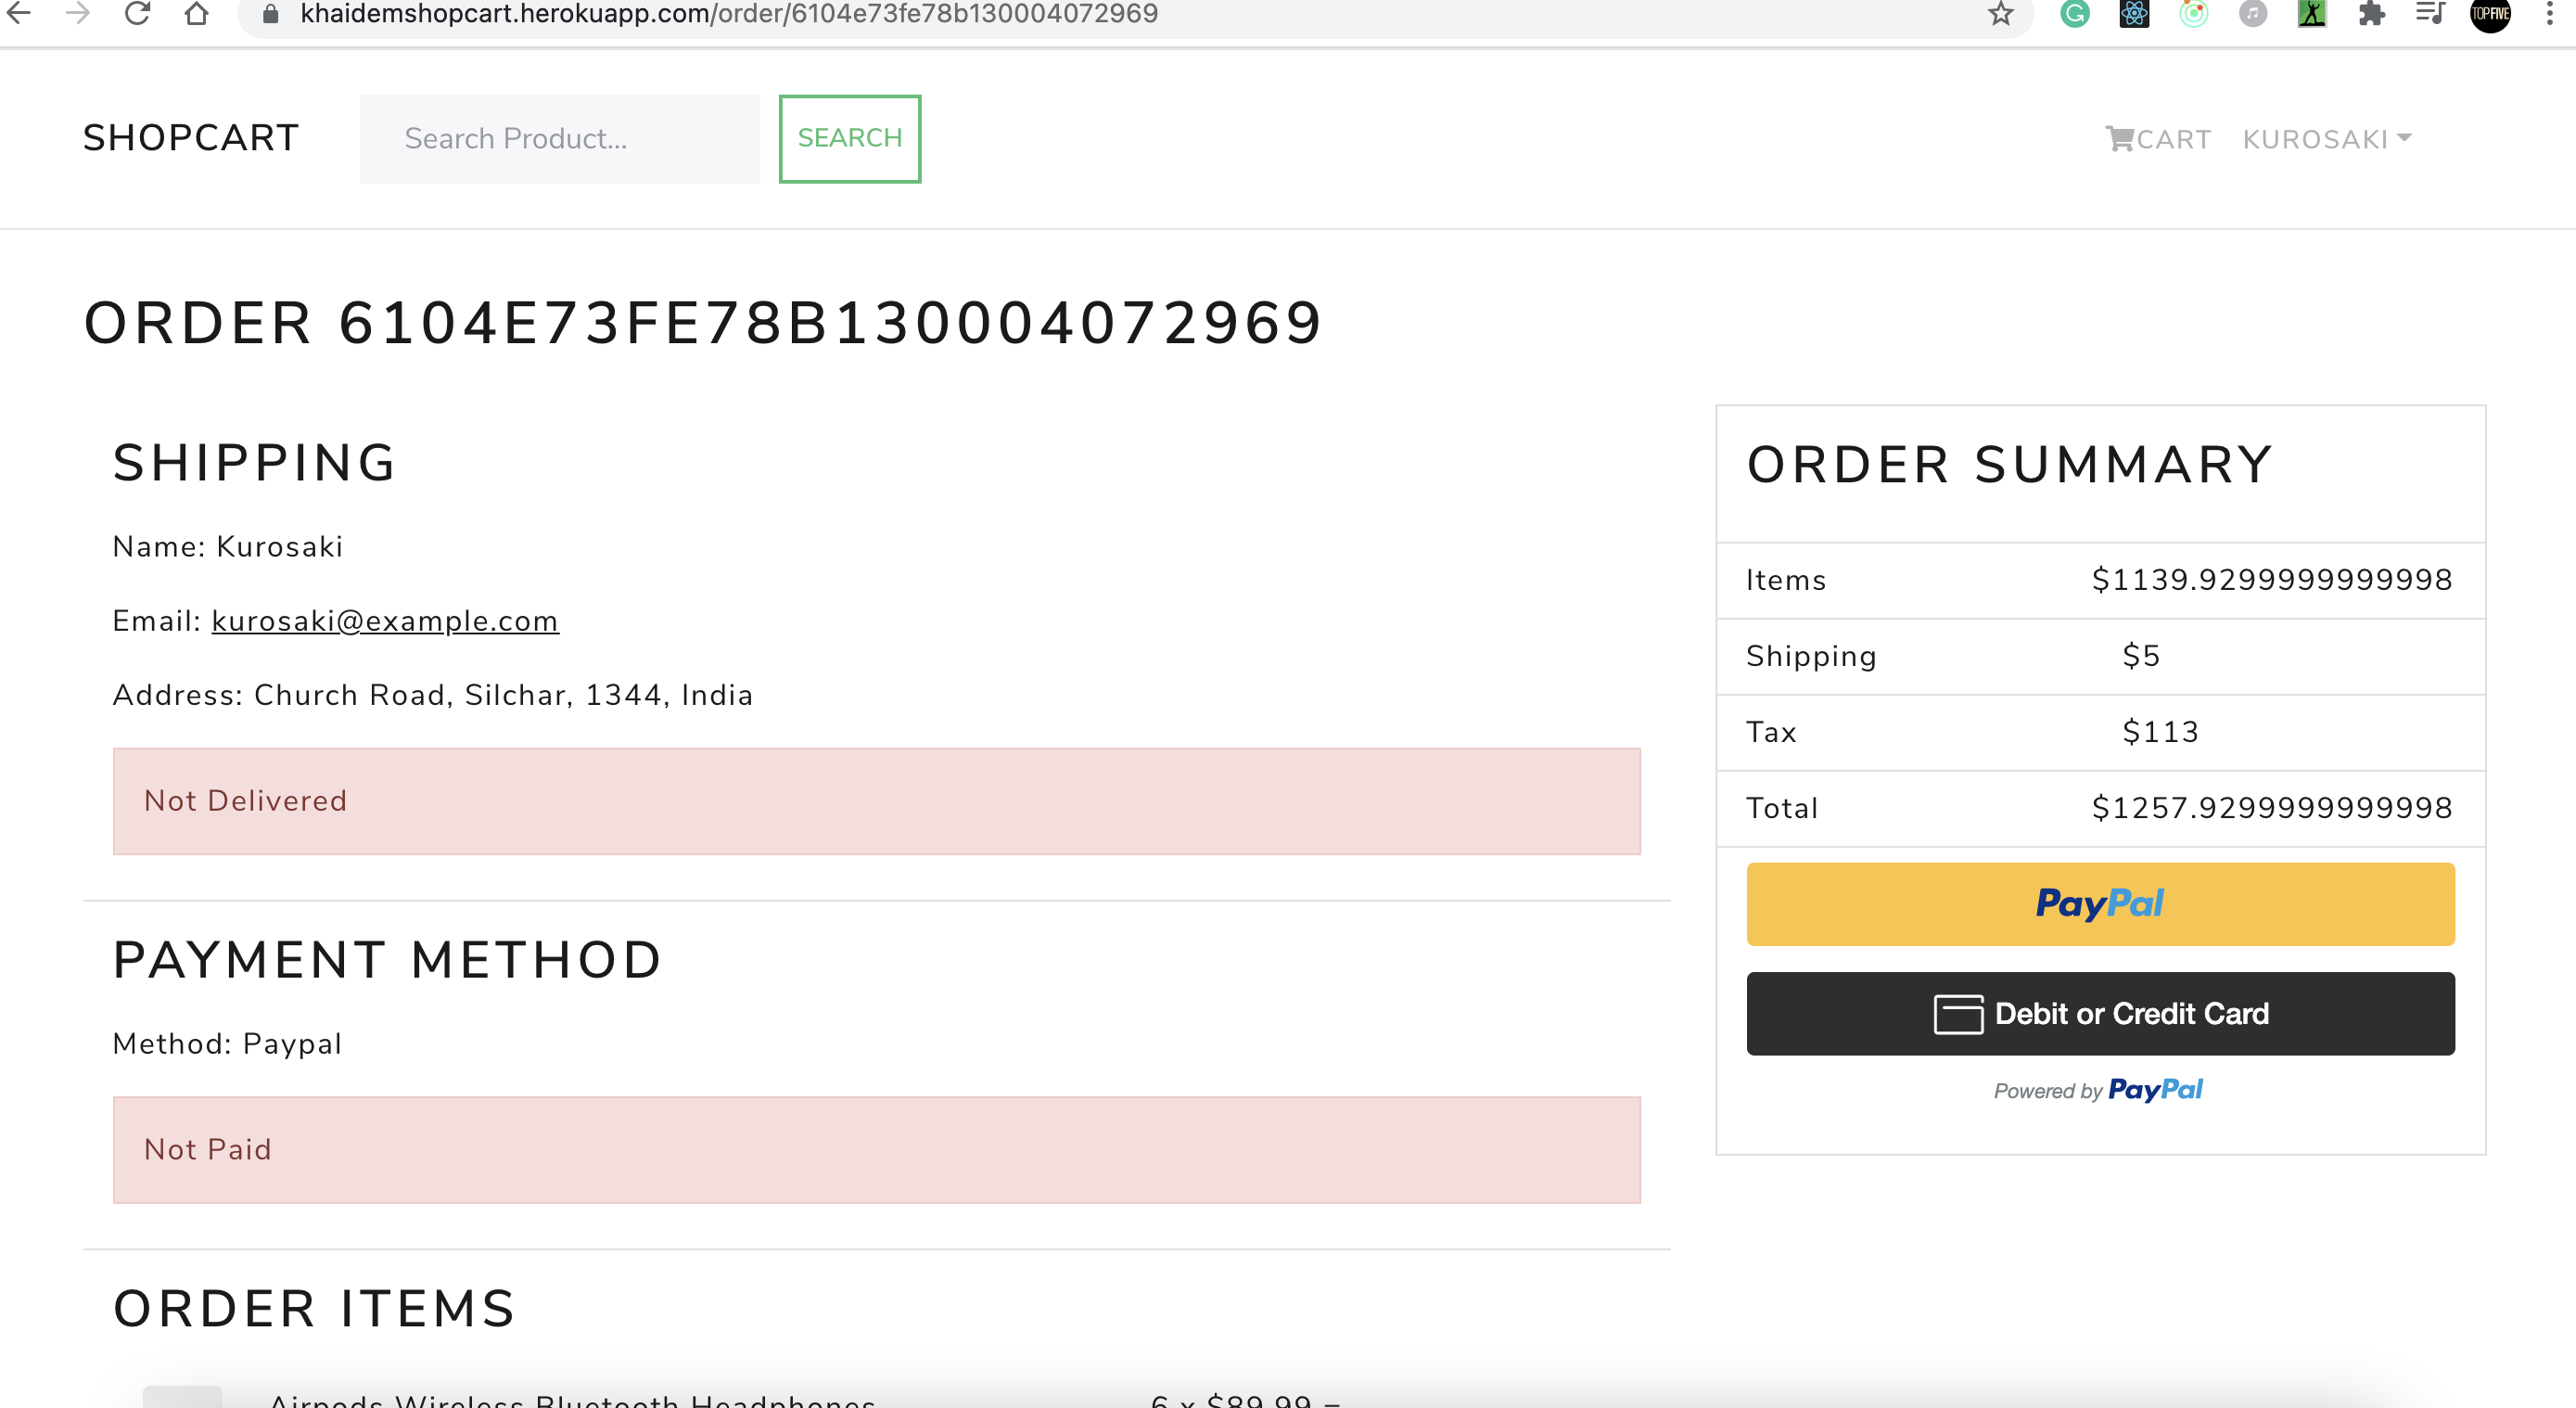 khaidemshopcart.herokuapp.com/order/6104e73fe78b130004072969
TOPFIVE
SHOPCART
Search Product...
SEARCH
CART
KUROSAKI
ORDER 6104E73FE78B130004072969
SHIPPING
Name: Kurosaki
Email: kurosaki@example.com
Address: Church Road, Silchar, 1344, India
Not Delivered
PAYMENT METHOD
Method: Paypal
Not Paid
ORDER ITEMS
Airpods Wireless Bluetooth Headphones
6 x $89.99 =
ORDER SUMMARY
Items $1139.9299999999998
Shipping $5
Tax $113
Total $1257.9299999999998
PayPal
Debit or Credit Card
Powered by PayPal